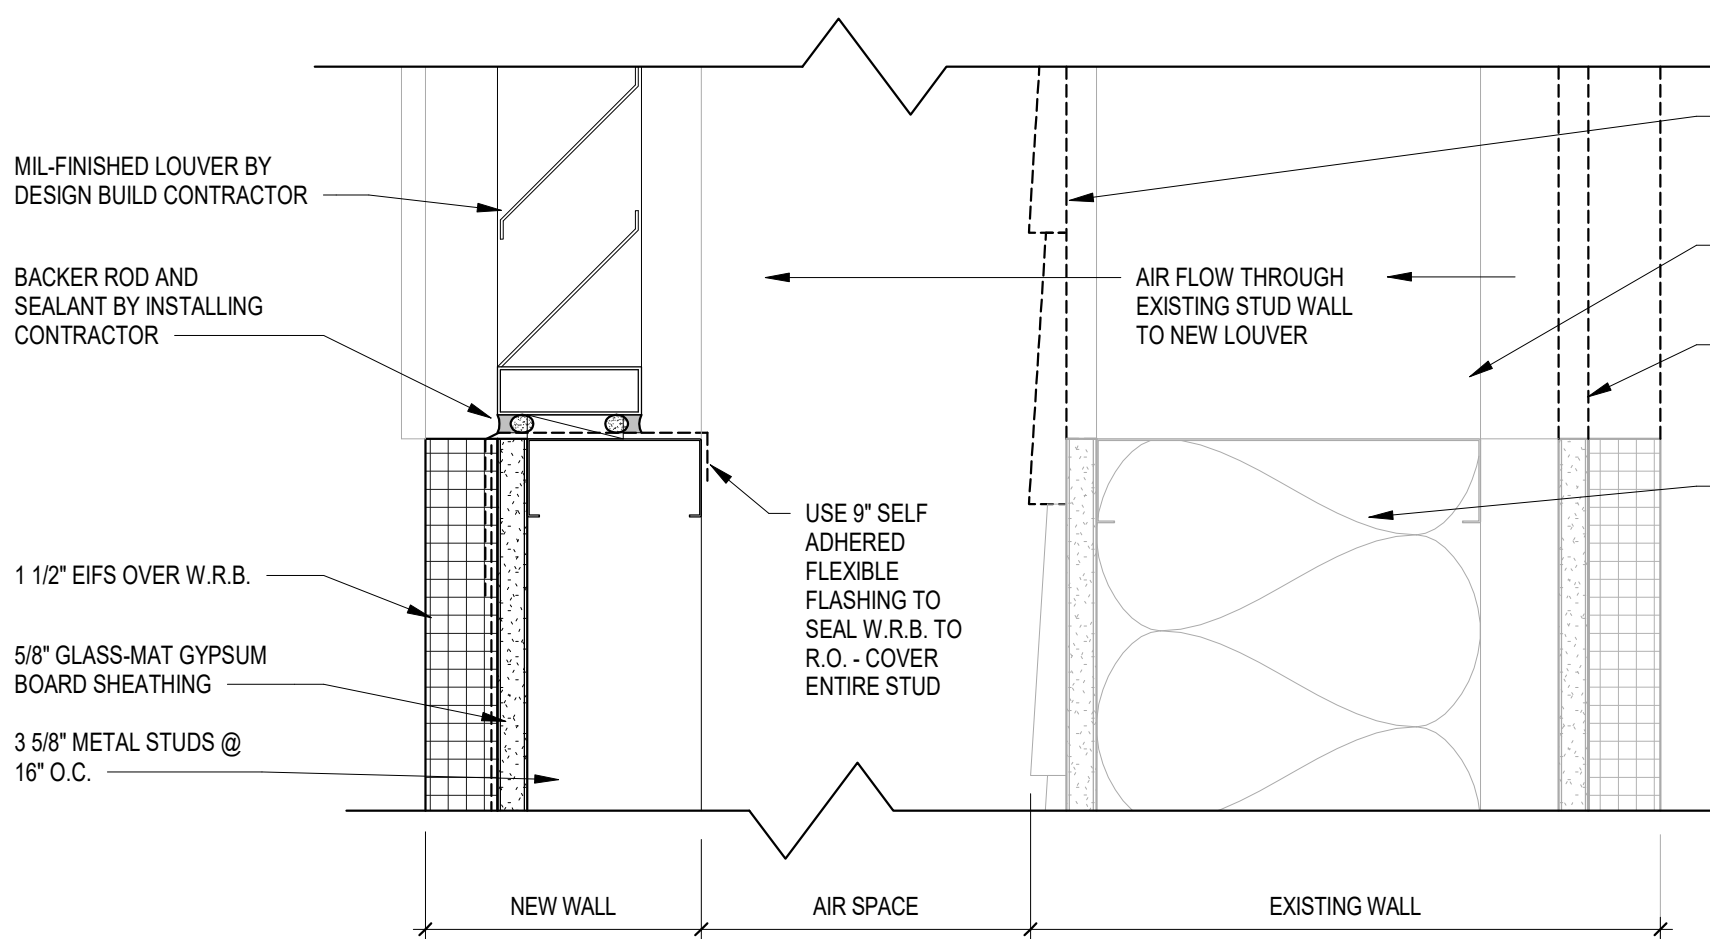 MIL-FINISHED LOUVER BY
DESIGN BUILD CONTRACTOR
BACKER ROD AND
SEALANT BY INSTALLING
CONTRACTOR
AIR FLOW THROUGH
EXISTING STUD WALL
TO NEW LOUVER
USE 9" SELF
ADHERED
FLEXIBLE
FLASHING TO
SEAL W.R.B. TO
R.O. - COVER
ENTIRE STUD
1 1/2" EIFS OVER W.R.B.
5/8" GLASS-MAT GYPSUM
BOARD SHEATHING
3 5/8" METAL STUDS @
16" O.C.
NEW WALL
AIR SPACE
EXISTING WALL